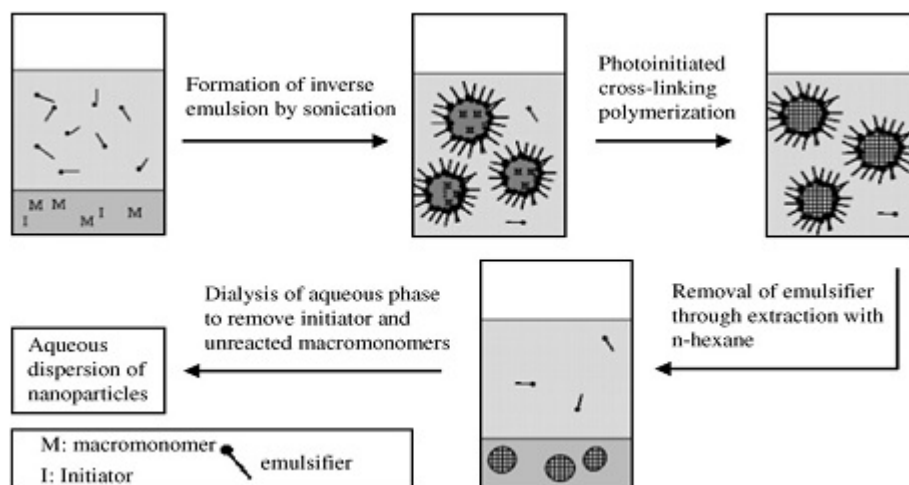 Formation of inverse
emulsion by sonication
Photoinitiated
cross-linking
polymerization
M M
I M I M
Removal of emulsifier
through extraction with
n-hexane
Dialysis of aqueous phase
to remove initiator and
unreacted macromonomers
Aqueous
dispersion of
nanoparticles
M: macromonomer
emulsifier
I: Initiator